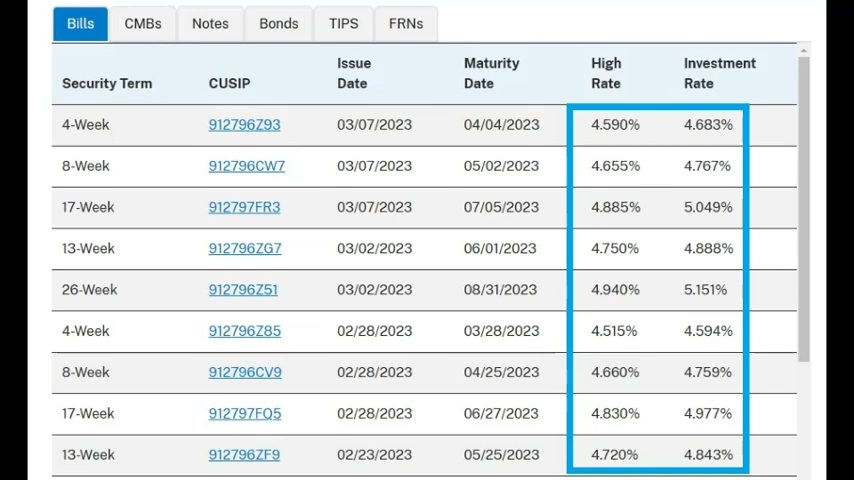 Bills CMBs Notes Bonds TIPS FRNs
Security Term CUSIP Issue Date Maturity Date High Rate Investment Rate
4-Week 912796Z93 03/07/2023 04/04/2023 4.590% 4.683%
8-Week 912796CW7 03/07/2023 05/02/2023 4.655% 4.767%
17-Week 912797FR3 03/07/2023 07/05/2023 4.885% 5.049%
13-Week 912796ZG7 03/02/2023 06/01/2023 4.750% 4.888%
26-Week 912796Z51 03/02/2023 08/31/2023 4.940% 5.151%
4-Week 912796Z85 02/28/2023 03/28/2023 4.515% 4.594%
8-Week 912796CV9 02/28/2023 04/25/2023 4.660% 4.759%
17-Week 912797FQ5 02/28/2023 06/27/2023 4.830% 4.977%
13-Week 912796ZF9 02/23/2023 05/25/2023 4.720% 4.843%